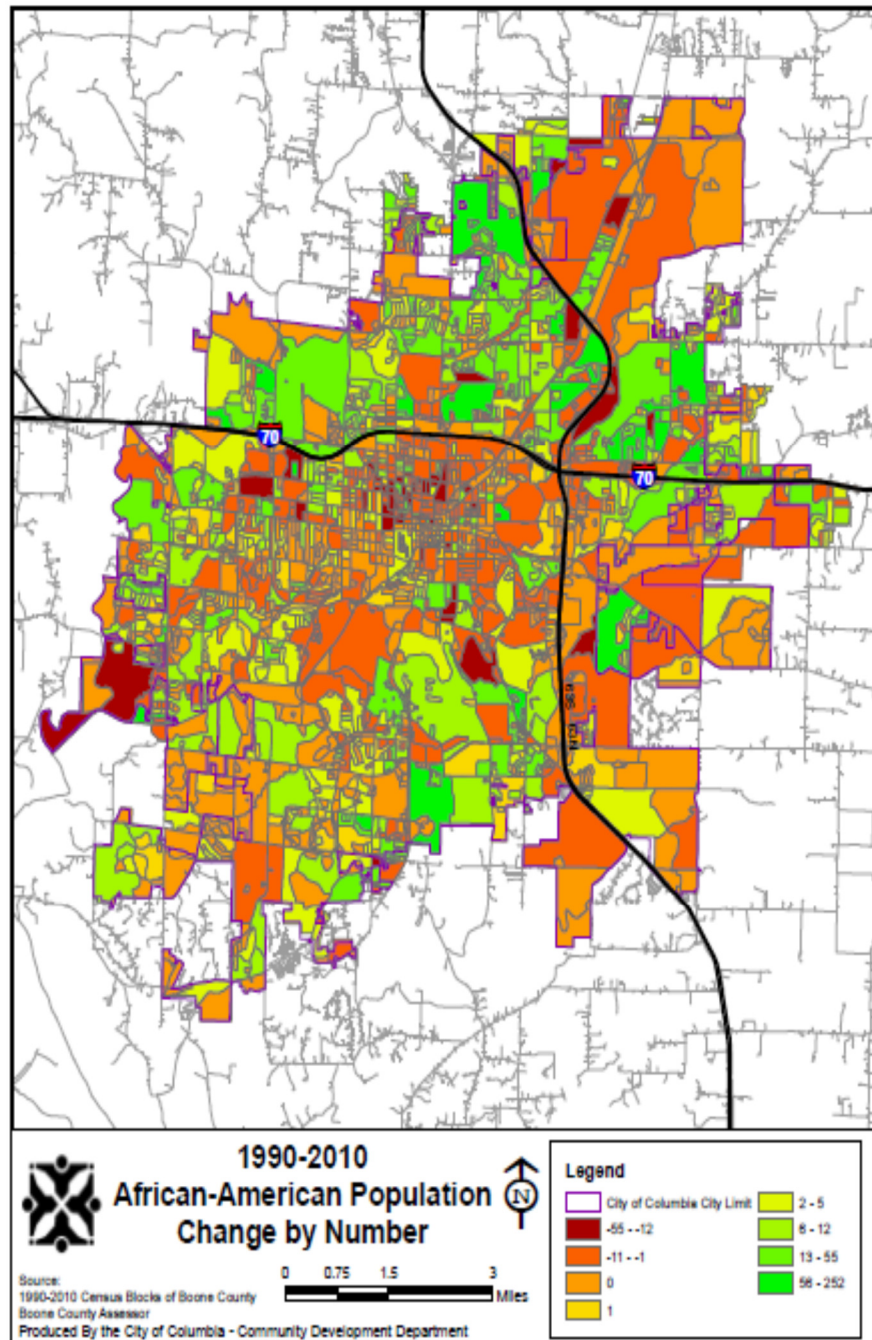 70
70
1990-2010
African-American Population
Change by Number
N
Source:
1990-2010 Census Blocks of Boone County
Boone County Assessor
Produced By the City of Columbia - Community Development Department
0 0.75 1.5 3
Miles
Legend
City of Columbia City Limit
-55 - -12
-11 - -1
0
1
2 - 5
6 - 12
13 - 55
56 - 252